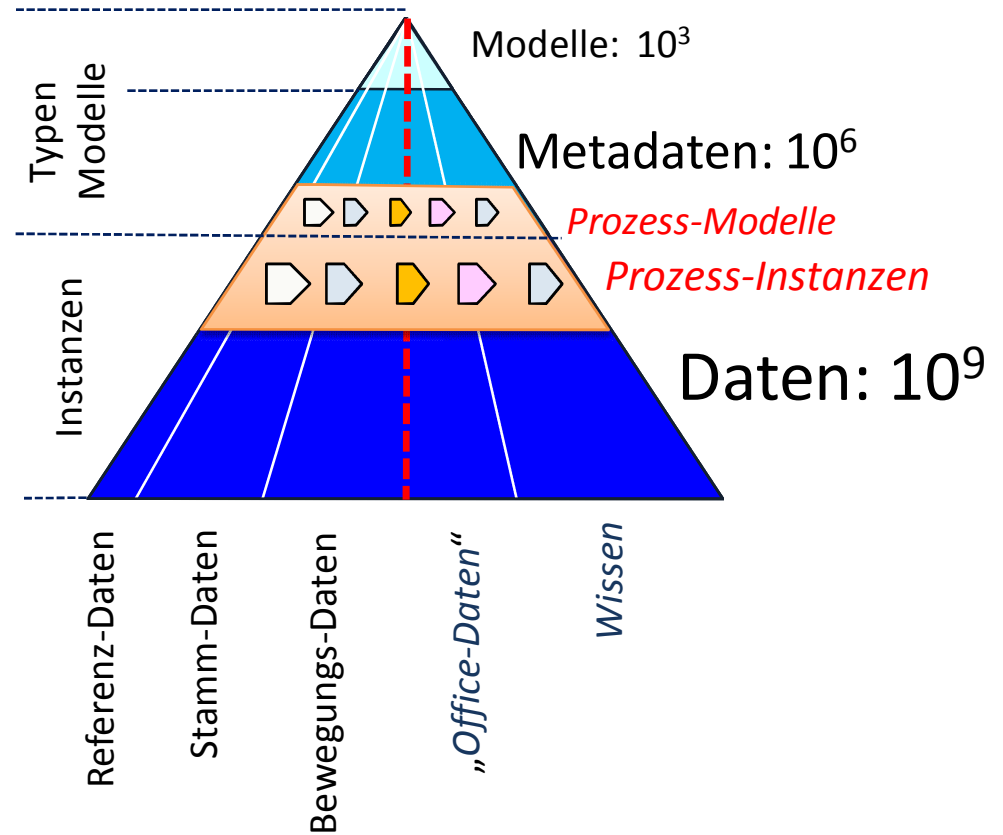 Modelle: 10³
Typen
Modelle
Metadaten: 10⁶
Prozess-Modelle
Prozess-Instanzen
Instanzen
Daten: 10⁹
Referenz-Daten
Stamm-Daten
Bewegungs-Daten
„Office-Daten“
Wissen